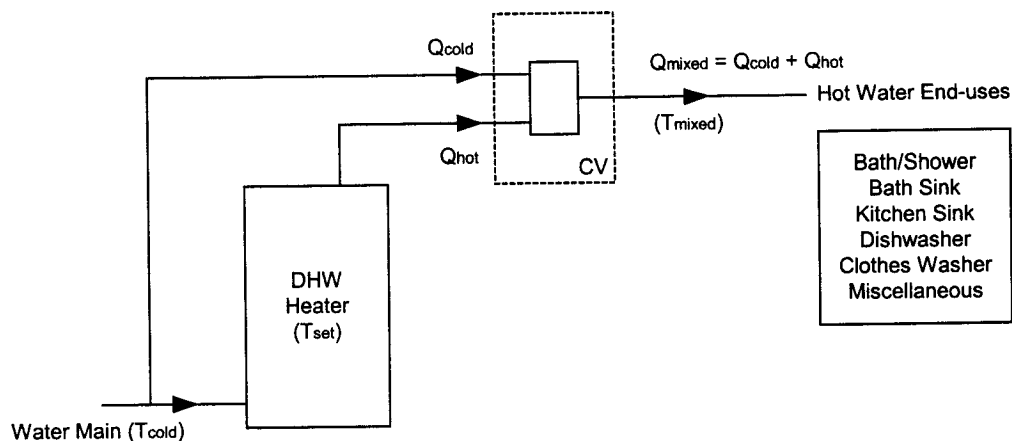 Qcold
Qmixed = Qcold + Qhot
Hot Water End-uses
(Tmixed)
Qhot
CV
Bath/Shower
Bath Sink
Kitchen Sink
Dishwasher
Clothes Washer
Miscellaneous
DHW
Heater
(Tset)
Water Main (Tcold)